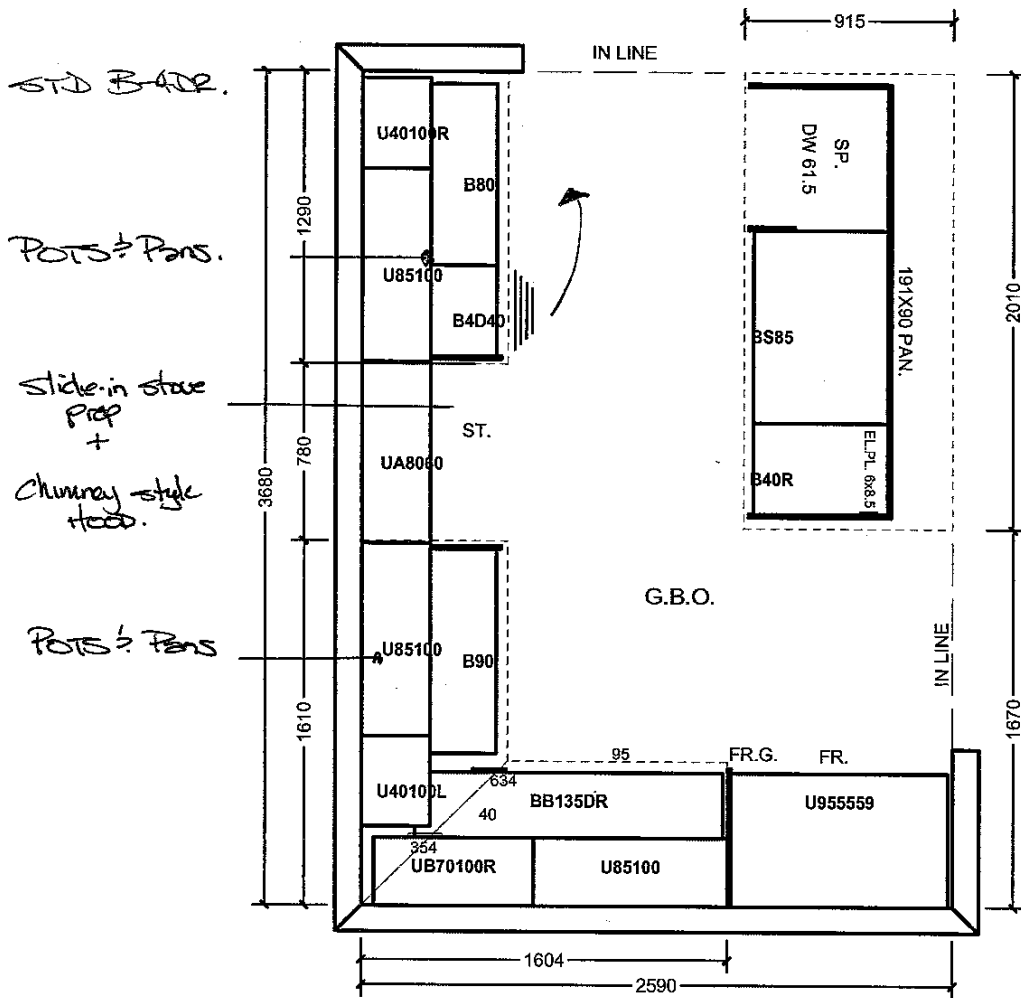 915
IN LINE
STD B-4DR.
U40100R
SP.
DW 61.5
B80
1290
POTS & Pans.
U85100
191X90 PAN.
2010
B4D40
BS85
Slide-in stove
prep
+
Chimney style
HOOD.
ST.
3680
780
UA8060
EL.PL. 6x8.5
B40R
G.B.O.
IN LINE
POTS & Pans
U85100
B90
1610
1670
95
FR.G.
FR.
634
U40100L
40
BB135DR
U955559
354
UB70100R
U85100
1604
2590